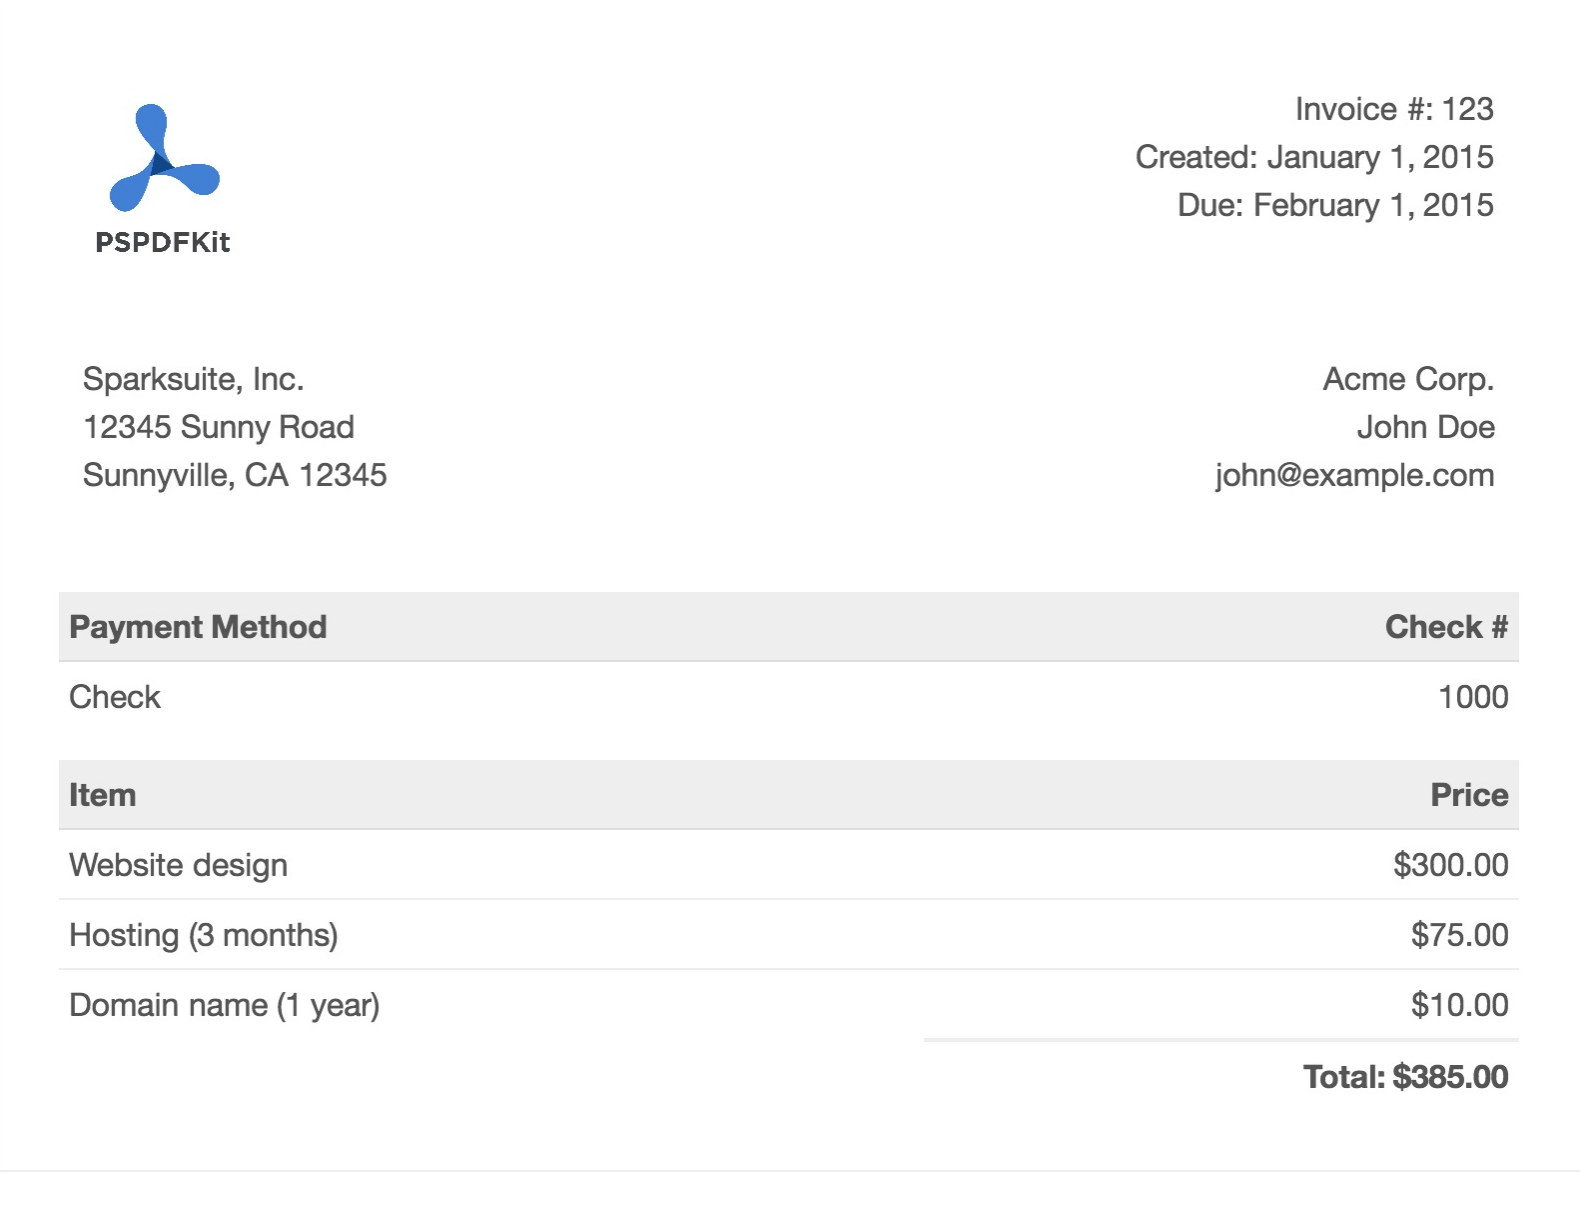 PSPDFKit
Invoice #: 123
Created: January 1, 2015
Due: February 1, 2015
Sparksuite, Inc.
12345 Sunny Road
Sunnyville, CA 12345
Acme Corp.
John Doe
john@example.com
Payment Method Check #
Check 1000
Item Price
Website design $300.00
Hosting (3 months) $75.00
Domain name (1 year) $10.00
Total: $385.00